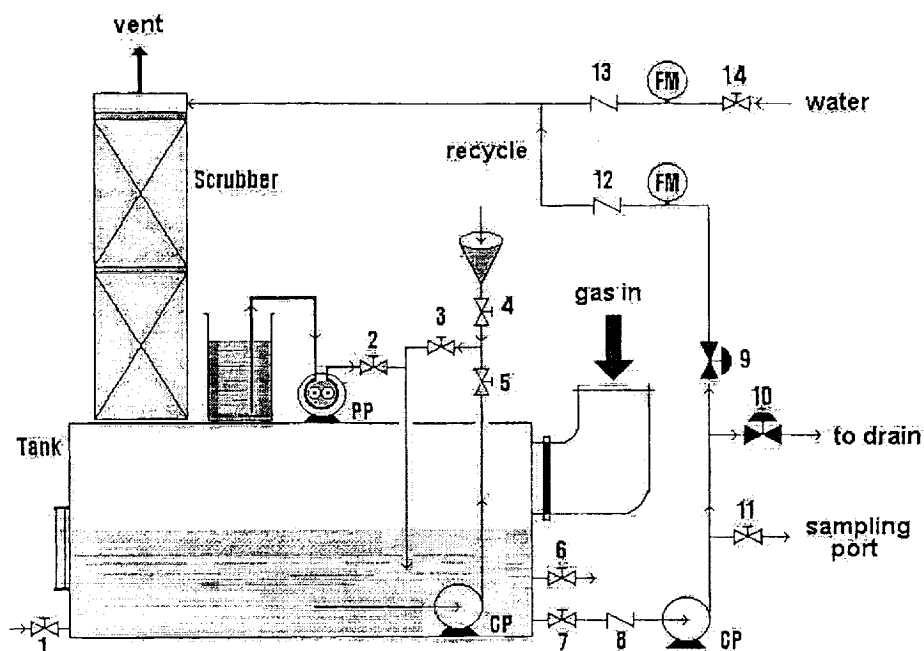 vent
13
FM
14
water
recycle
Scrubber
12
FM
gas in
3
4
2
5
9
PP
10
to drain
Tank
11
sampling
port
6
1
CP
7
8
CP